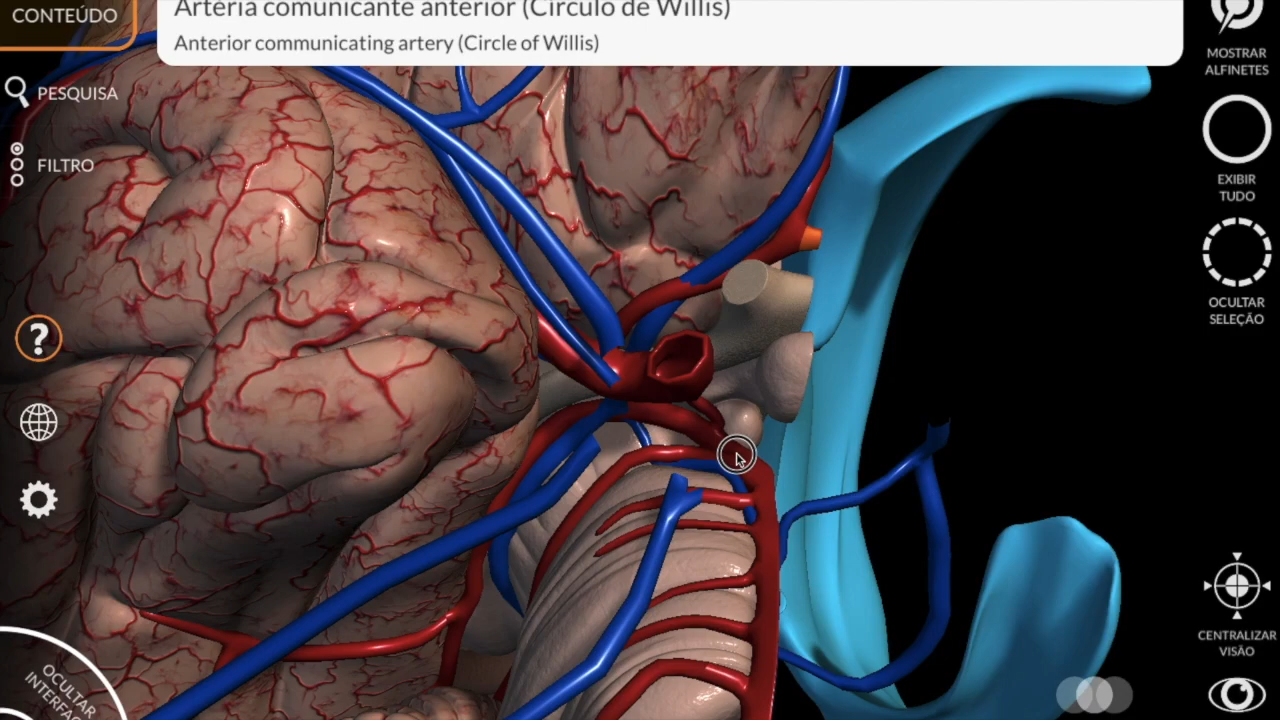 CONTEÚDO
Artéria comunicante anterior (Círculo de Willis)
Anterior communicating artery (Circle of Willis)
MOSTRAR
ALFINETES
PESQUISA
FILTRO
EXIBIR
TUDO
OCULTAR
SELEÇÃO
?
CENTRALIZAR
VISÃO
OCULTAR